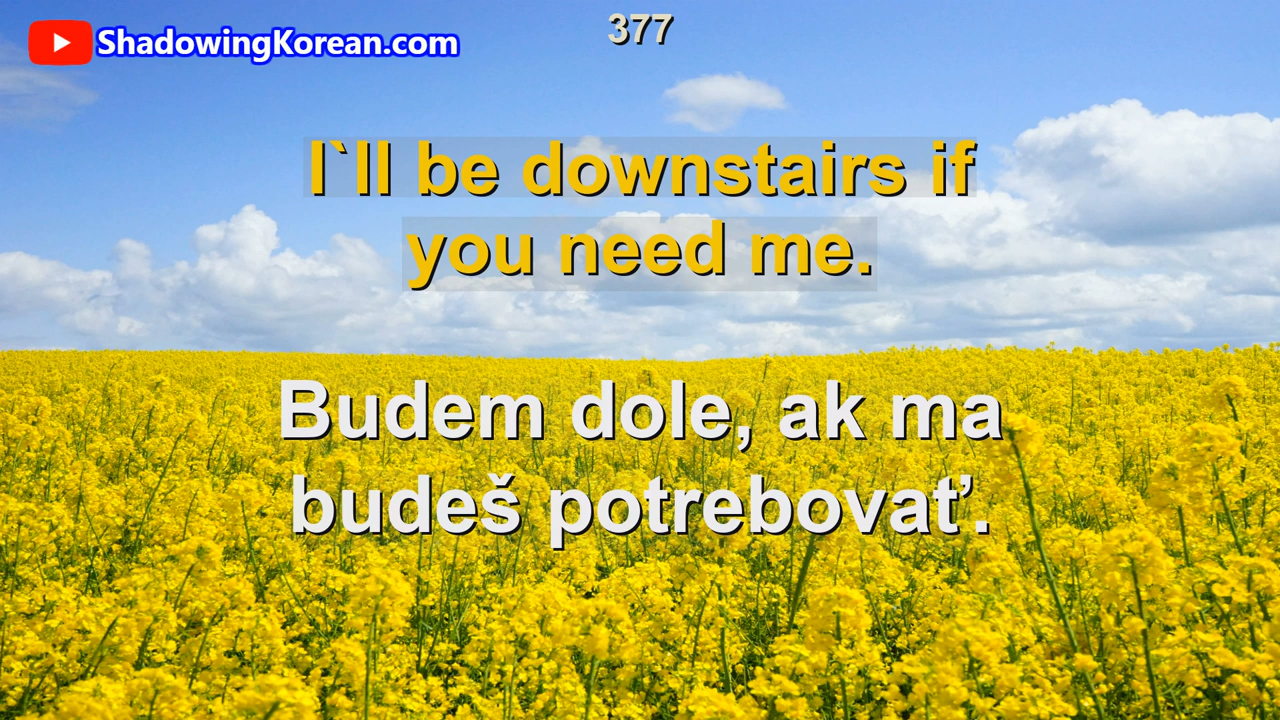 ShadowingKorean.com
377
I`ll be downstairs if
you need me.
Budem dole, ak ma
budeš potrebovať.